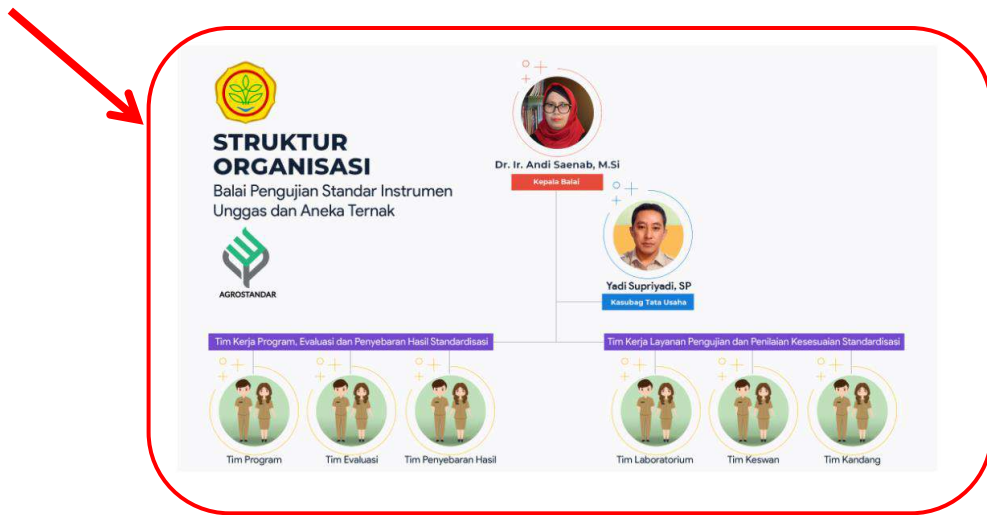 STRUKTUR
ORGANISASI
Balai Pengujian Standar Instrumen
Unggas dan Aneka Ternak
AGROSTANDAR
Dr. Ir. Andi Saenab, M.Si
Kepala Balai
Yadi Supriyadi, SP
Kasubag Tata Usaha
Tim Kerja Program, Evaluasi dan Penyebaran Hasil Standardisasi
Tim Program
Tim Evaluasi
Tim Penyebaran Hasil
Tim Kerja Layanan Pengujian dan Penilaian Kesesuaian Standardisasi
Tim Laboratorium
Tim Keswan
Tim Kandang